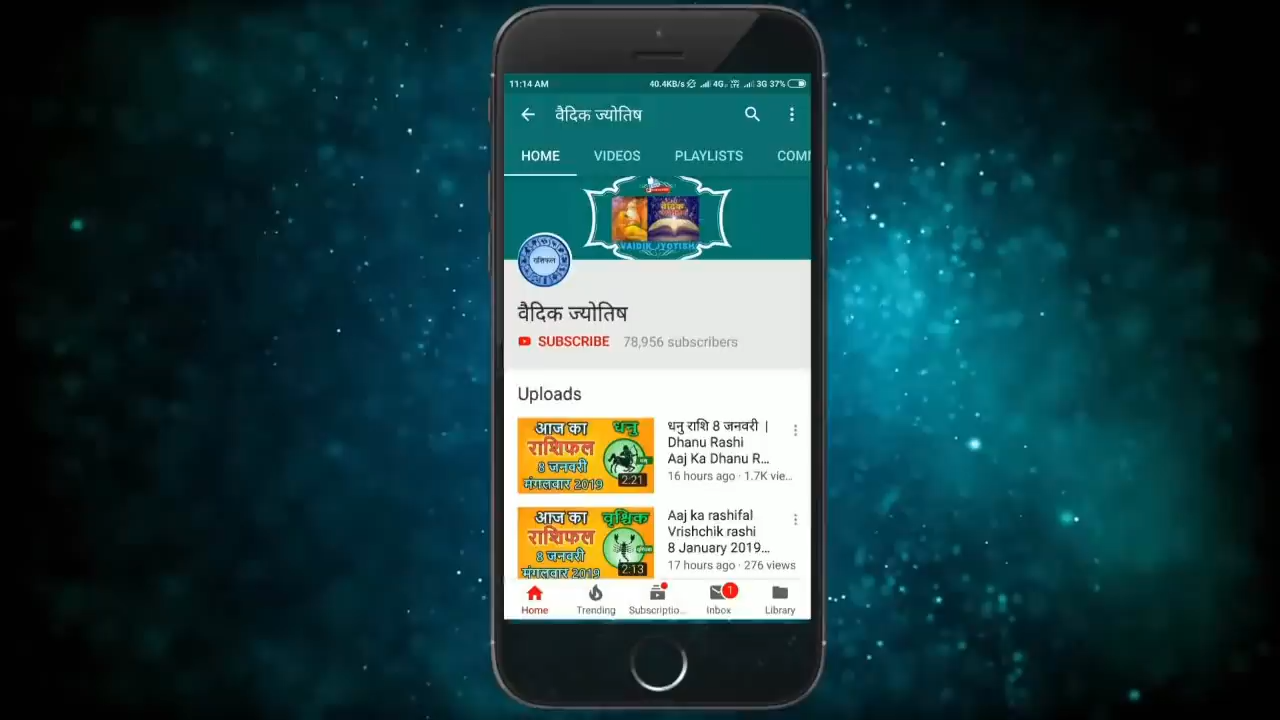 11:14 AM 40.4KB/s 4G 3G 37%
वैदिक ज्योतिष
HOME VIDEOS PLAYLISTS COMM
वैदिक
VAIDIK JYOTISH
राशिफल
वैदिक ज्योतिष
SUBSCRIBE 78,956 subscribers
Uploads
आज का धनु
राशिफल
8 जनवरी
मंगलवार 2019
2:21
धनु राशि 8 जनवरी |
Dhanu Rashi
Aaj Ka Dhanu R...
16 hours ago · 1.7K vie...
आज का वृश्चिक
राशिफल
8 जनवरी
मंगलवार 2019
2:13
Aaj ka rashifal
Vrishchik rashi
8 January 2019...
17 hours ago · 276 views
1
Home Trending Subscriptio... Inbox Library